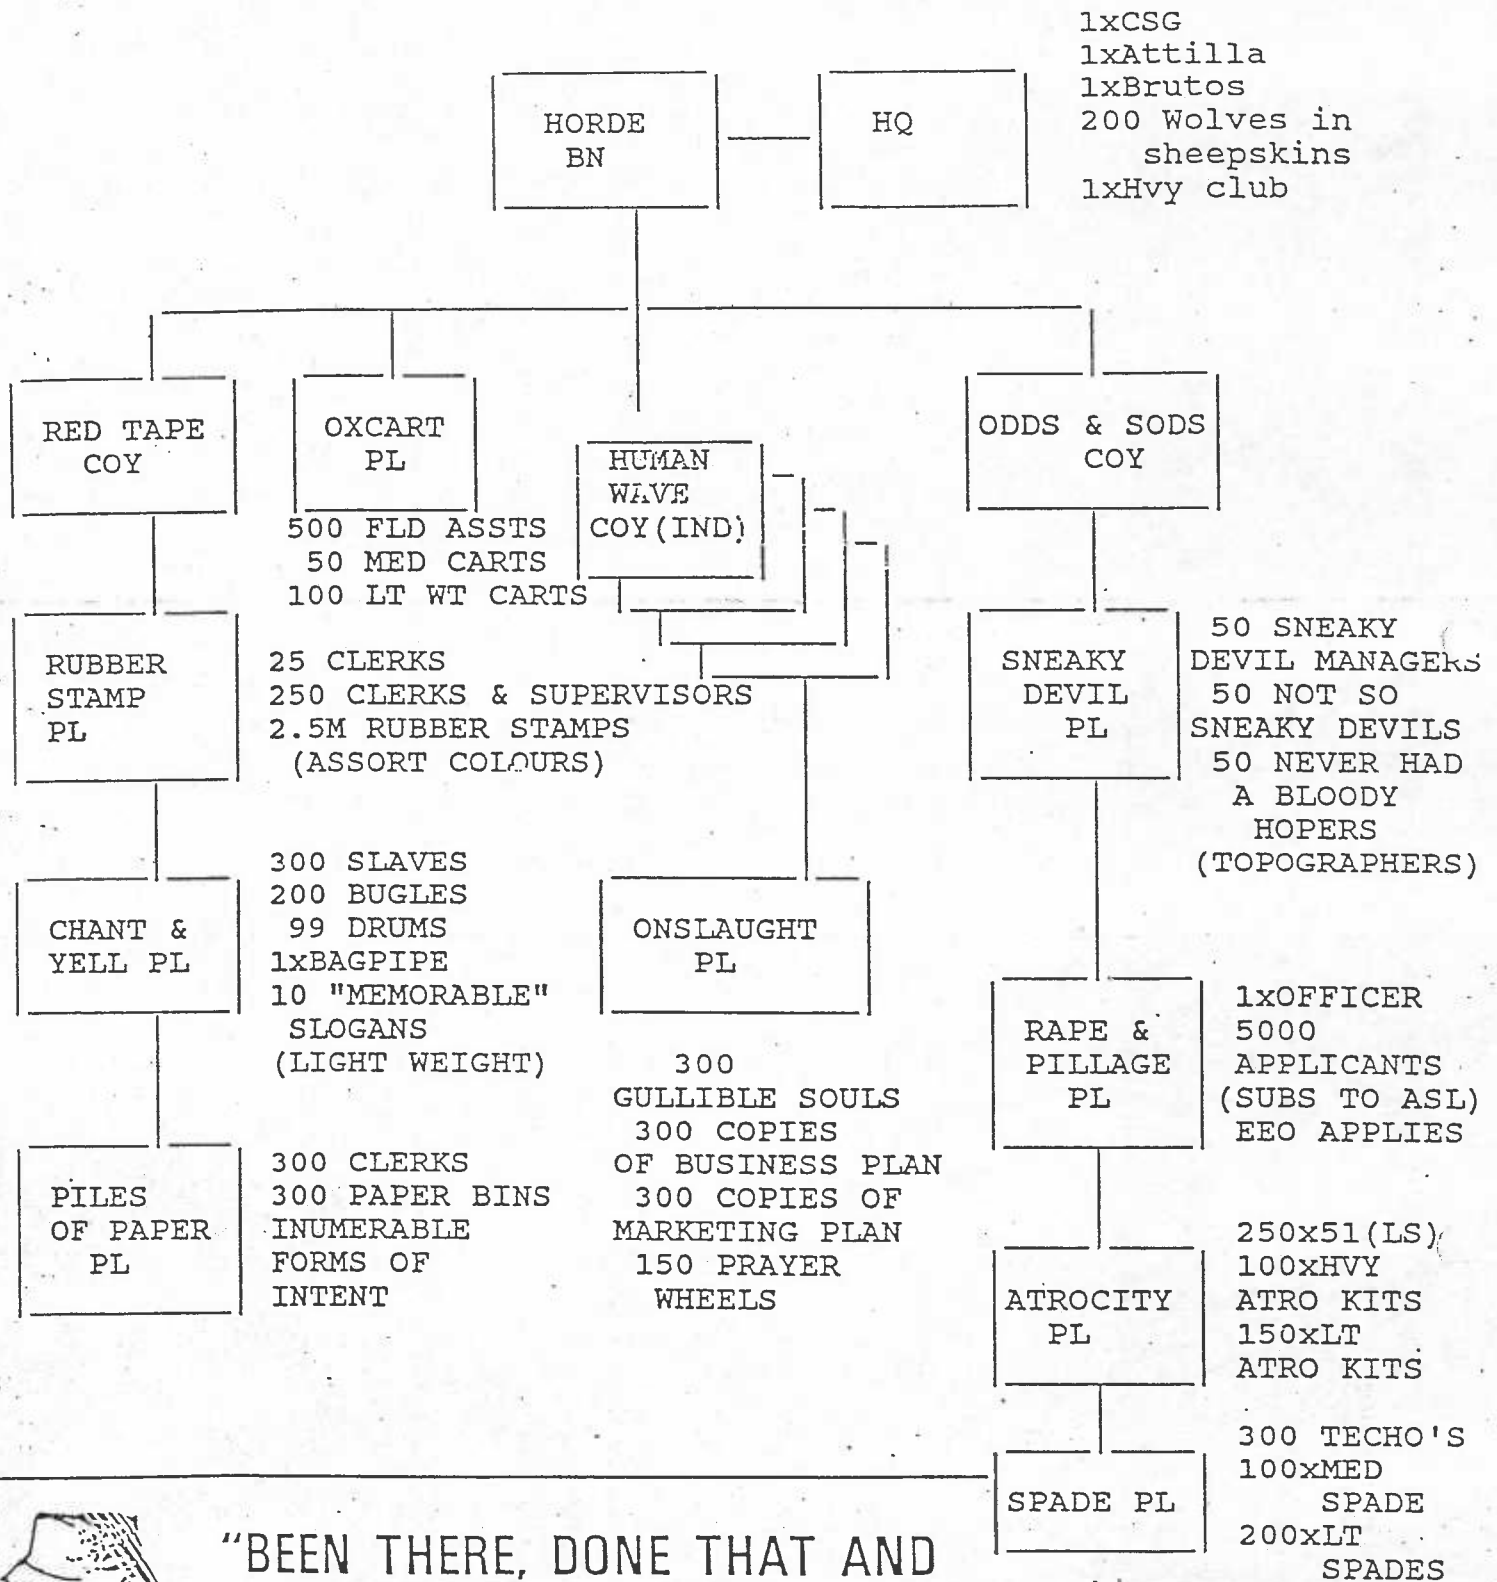 1xCSG
1xAttilla
1xBrutos
200 Wolves in
sheepskins
1xHvy club
HORDE
BN
HQ
RED TAPE
COY
OXCART
PL
500 FLD ASSTS
50 MED CARTS
100 LT WT CARTS
HUMAN
WAVE
COY(IND)
ODDS & SODS
COY
RUBBER
STAMP
PL
25 CLERKS
250 CLERKS & SUPERVISORS
2.5M RUBBER STAMPS
(ASSORT COLOURS)
SNEAKY
DEVIL
PL
50 SNEAKY
DEVIL MANAGERS
50 NOT SO
SNEAKY DEVILS
50 NEVER HAD
A BLOODY
HOPERS
(TOPOGRAPHERS)
CHANT &
YELL PL
300 SLAVES
200 BUGLES
99 DRUMS
1xBAGPIPE
10 "MEMORABLE"
SLOGANS
(LIGHT WEIGHT)
ONSLAUGHT
PL
300
GULLIBLE SOULS
300 COPIES
OF BUSINESS PLAN
300 COPIES OF
MARKETING PLAN
150 PRAYER
WHEELS
RAPE &
PILLAGE
PL
1xOFFICER
5000
APPLICANTS
(SUBS TO ASL)
EEO APPLIES
PILES
OF PAPER
PL
300 CLERKS
300 PAPER BINS
INUMERABLE
FORMS OF
INTENT
ATROCITY
PL
250x51(LS)
100xHVY
ATRO KITS
150xLT
ATRO KITS
SPADE PL
300 TECHO'S
100xMED
SPADE
200xLT
SPADES
"BEEN THERE, DONE THAT AND